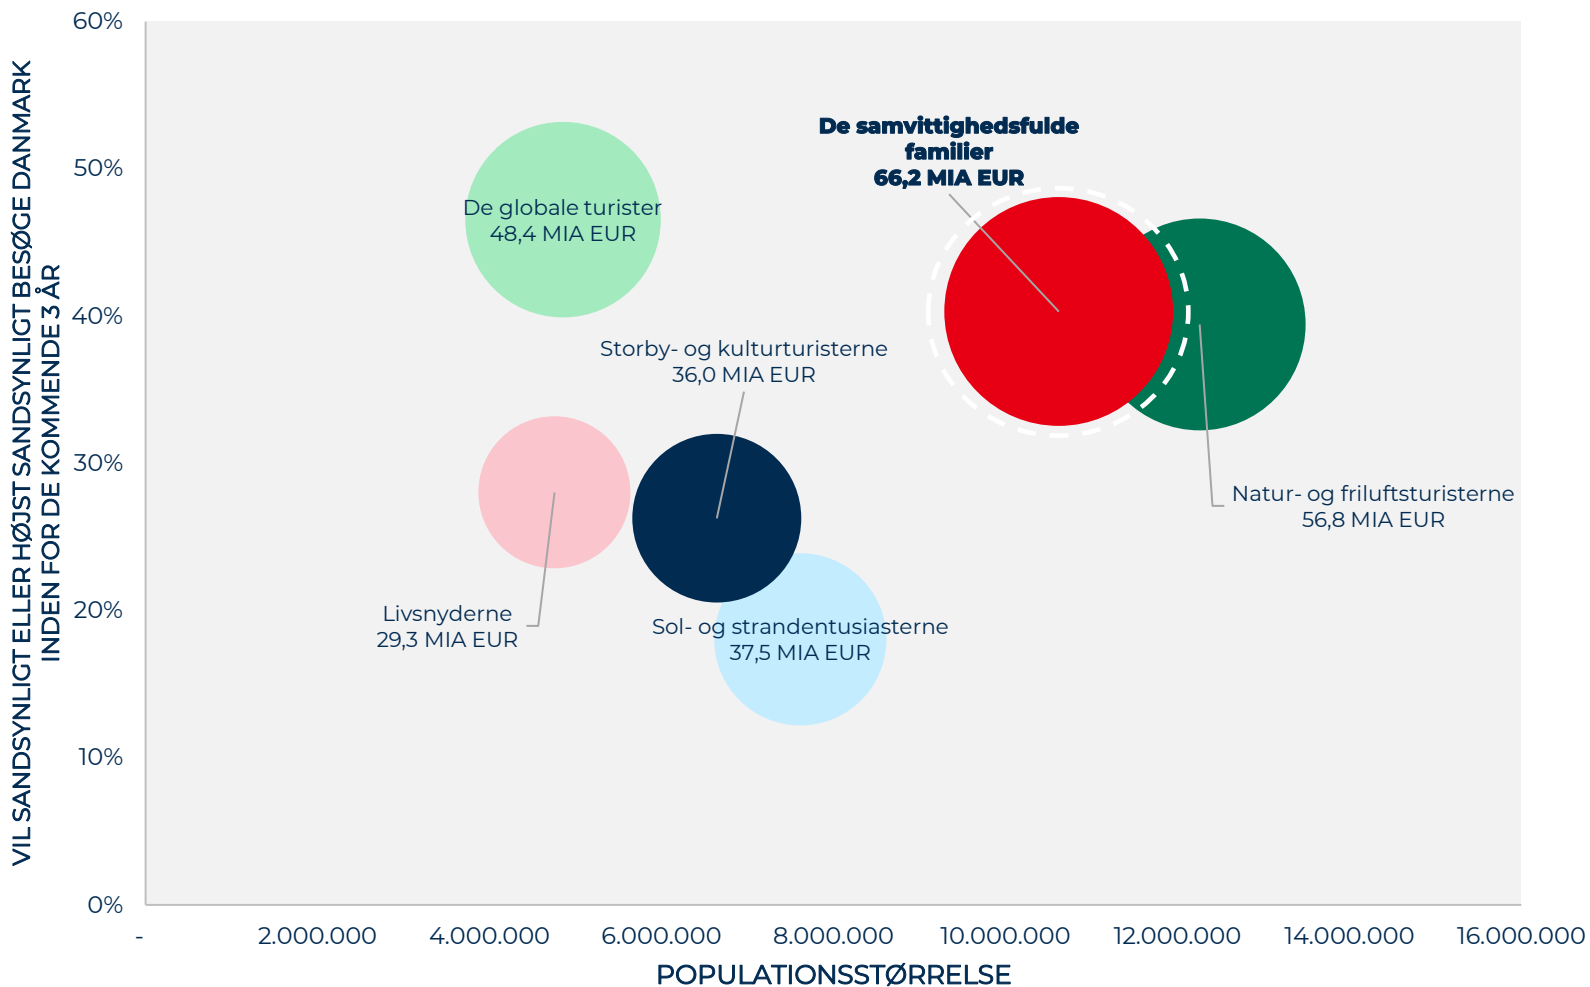 VIL SANDSYNLIGT ELLER HØJST SANDSYNLIGT BESØGE DANMARK
INDEN FOR DE KOMMENDE 3 ÅR
60%
50%
40%
30%
20%
10%
0%
De samvittighedsfulde
familier
66,2 MIA EUR
De globale turister
48,4 MIA EUR
Storby- og kulturturisterne
36,0 MIA EUR
Natur- og friluftsturisterne
56,8 MIA EUR
Livsnyderne
29,3 MIA EUR
Sol- og strandentusiasterne
37,5 MIA EUR
-
2.000.000
4.000.000
6.000.000
8.000.000
10.000.000
12.000.000
14.000.000
16.000.000
POPULATIONSSTØRRELSE